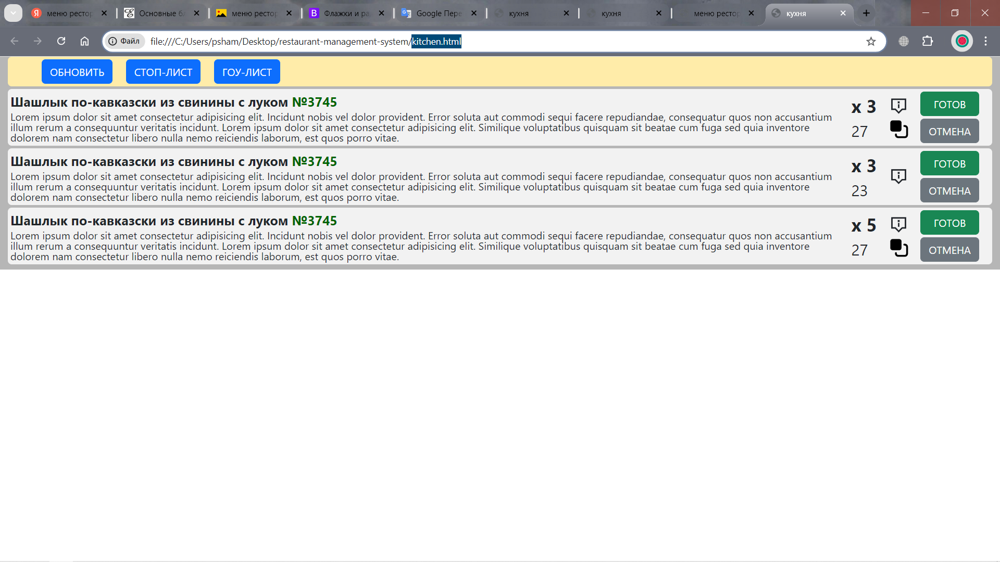 меню рестор
Основные бл
меню рестор
Флажки и ра
Google Пере
кухня
кухня
меню рестор
кухня
Файл
file:///C:/Users/psham/Desktop/restaurant-management-system/kitchen.html
ОБНОВИТЬ СТОП-ЛИСТ ГОУ-ЛИСТ
Шашлык по-кавказски из свинины с луком №3745
Lorem ipsum dolor sit amet consectetur adipisicing elit. Incidunt nobis vel dolor provident. Error soluta aut commodi sequi facere repudiandae, consequatur quos non accusantium
illum rerum a consequuntur veritatis incidunt. Lorem ipsum dolor sit amet consectetur adipisicing elit. Similique voluptatibus quisquam sit beatae cum fuga sed quia inventore
dolorem nam consectetur libero nulla nemo reiciendis laborum, est quos porro vitae.
x 3
27
ГОТОВ
ОТМЕНА
Шашлык по-кавказски из свинины с луком №3745
Lorem ipsum dolor sit amet consectetur adipisicing elit. Incidunt nobis vel dolor provident. Error soluta aut commodi sequi facere repudiandae, consequatur quos non accusantium
illum rerum a consequuntur veritatis incidunt. Lorem ipsum dolor sit amet consectetur adipisicing elit. Similique voluptatibus quisquam sit beatae cum fuga sed quia inventore
dolorem nam consectetur libero nulla nemo reiciendis laborum, est quos porro vitae.
x 3
23
ГОТОВ
ОТМЕНА
Шашлык по-кавказски из свинины с луком №3745
Lorem ipsum dolor sit amet consectetur adipisicing elit. Incidunt nobis vel dolor provident. Error soluta aut commodi sequi facere repudiandae, consequatur quos non accusantium
illum rerum a consequuntur veritatis incidunt. Lorem ipsum dolor sit amet consectetur adipisicing elit. Similique voluptatibus quisquam sit beatae cum fuga sed quia inventore
dolorem nam consectetur libero nulla nemo reiciendis laborum, est quos porro vitae.
x 5
27
ГОТОВ
ОТМЕНА